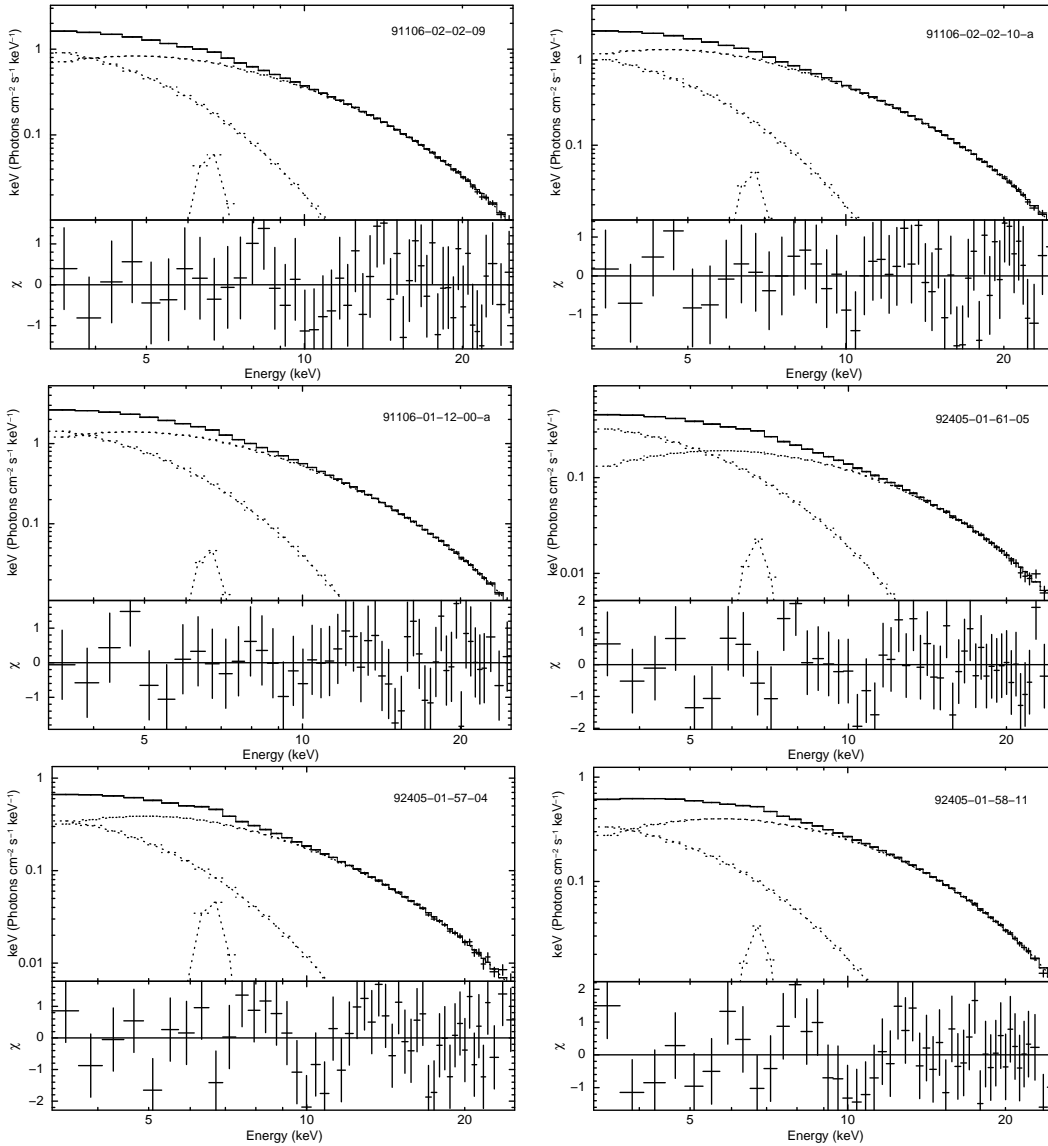 91106−02−02−09
keV (Photons cm−2 s−1 keV−1)
1
0.1
χ
1
0
−1
5
10
20
Energy (keV)
91106−02−02−10−a
keV (Photons cm−2 s−1 keV−1)
1
0.1
χ
1
0
−1
5
10
20
Energy (keV)
91106−01−12−00−a
keV (Photons cm−2 s−1 keV−1)
1
0.1
χ
1
0
−1
5
10
20
Energy (keV)
92405−01−61−05
keV (Photons cm−2 s−1 keV−1)
0.1
0.01
χ
2
1
0
−1
−2
5
10
20
Energy (keV)
92405−01−57−04
keV (Photons cm−2 s−1 keV−1)
1
0.1
0.01
χ
1
0
−1
−2
5
10
20
Energy (keV)
92405−01−58−11
keV (Photons cm−2 s−1 keV−1)
1
0.1
χ
2
1
0
−1
5
10
20
Energy (keV)